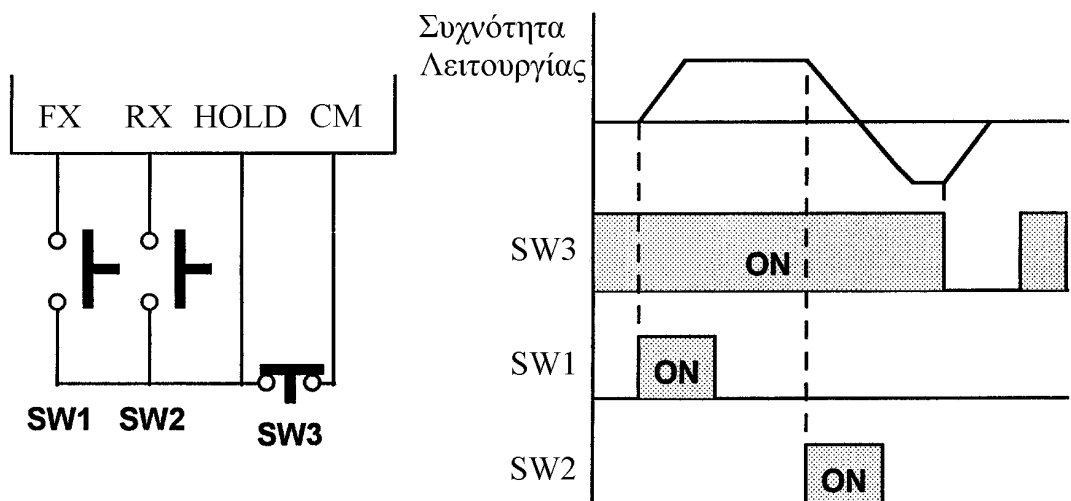 FX RX HOLD CM
SW1 SW2 SW3
Συχνότητα
Λειτουργίας
SW3 ON
SW1 ON
SW2 ON